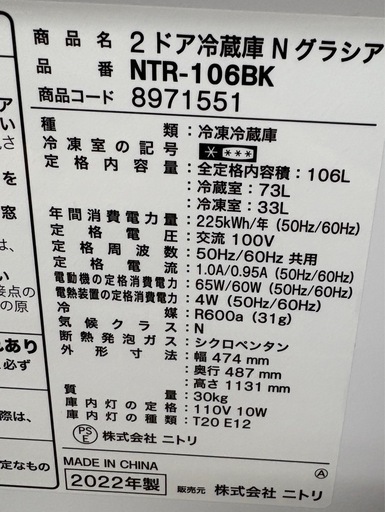 商品名 2ドア冷蔵庫 N グラシア
品番 NTR-106BK
商品コード 8971551
種類 : 冷凍冷蔵庫
冷凍室の記号 : ****
定格内容量 : 全定格内容積：106L
: 冷蔵室：73L
: 冷凍室：33L
年間消費電力量 : 225kWh/年 (50Hz/60Hz)
定格電圧 : 交流 100V
定格周波数 : 50Hz/60Hz 共用
定格電流 : 1.0A/0.95A (50Hz/60Hz)
電動機の定格消費電力 : 65W/60W (50Hz/60Hz)
電熱装置の定格消費電力 : 4W (50Hz/60Hz)
冷媒 : R600a (31g)
気候クラス : N
断熱発泡ガス : シクロペンタン
外形寸法 : 幅 474 mm
: 奥行 487 mm
: 高さ 1131 mm
質量 : 30kg
庫内灯の定格 : 110V 10W
庫内灯の種類 : T20 E12
PS E 株式会社 ニトリ
MADE IN CHINA A
2022年製 販売元 株式会社 ニトリ